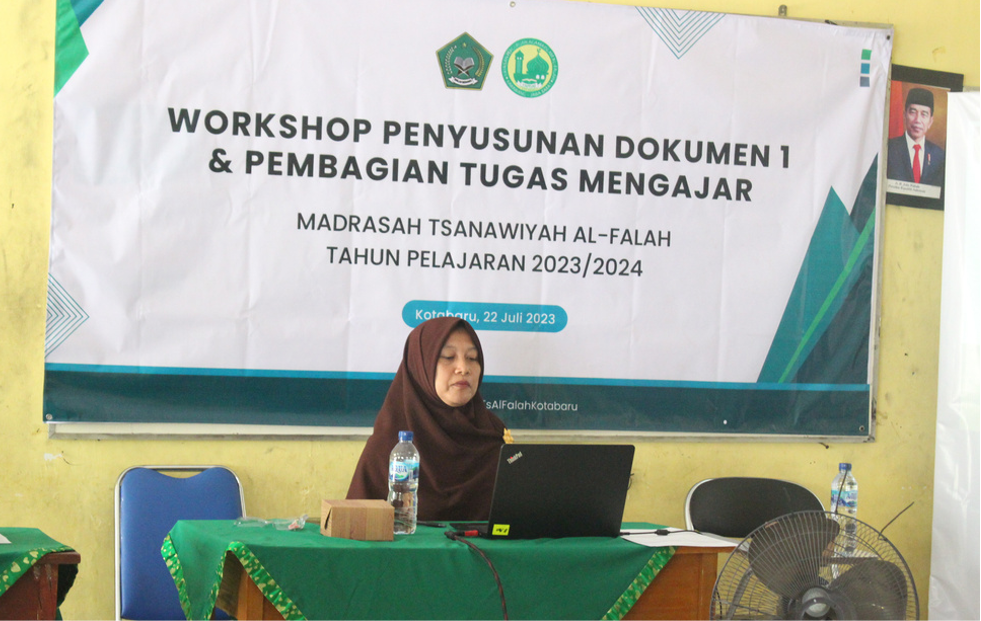 WORKSHOP PENYUSUNAN DOKUMEN 1
& PEMBAGIAN TUGAS MENGAJAR
MADRASAH TSANAWIYAH AL-FALAH
TAHUN PELAJARAN 2023/2024
Kotabaru, 22 Juli 2023
sAlFalahKotabaru
ThinkPad